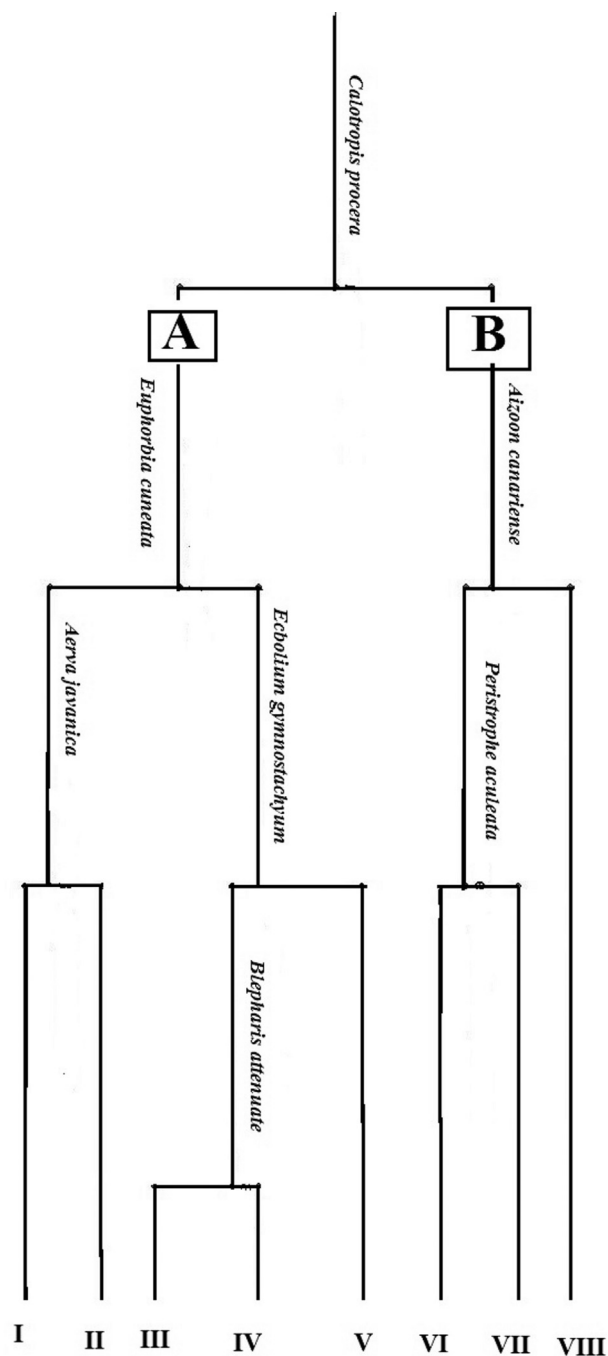 Calotropis procera
A
B
Euphorbia cuneata
Aizoon canariense
Aerva javanica
Ecbolium gymnostachyum
Peristrophe aculeata
Blepharis attenuate
I
II
III
IV
V
VI
VII
VIII